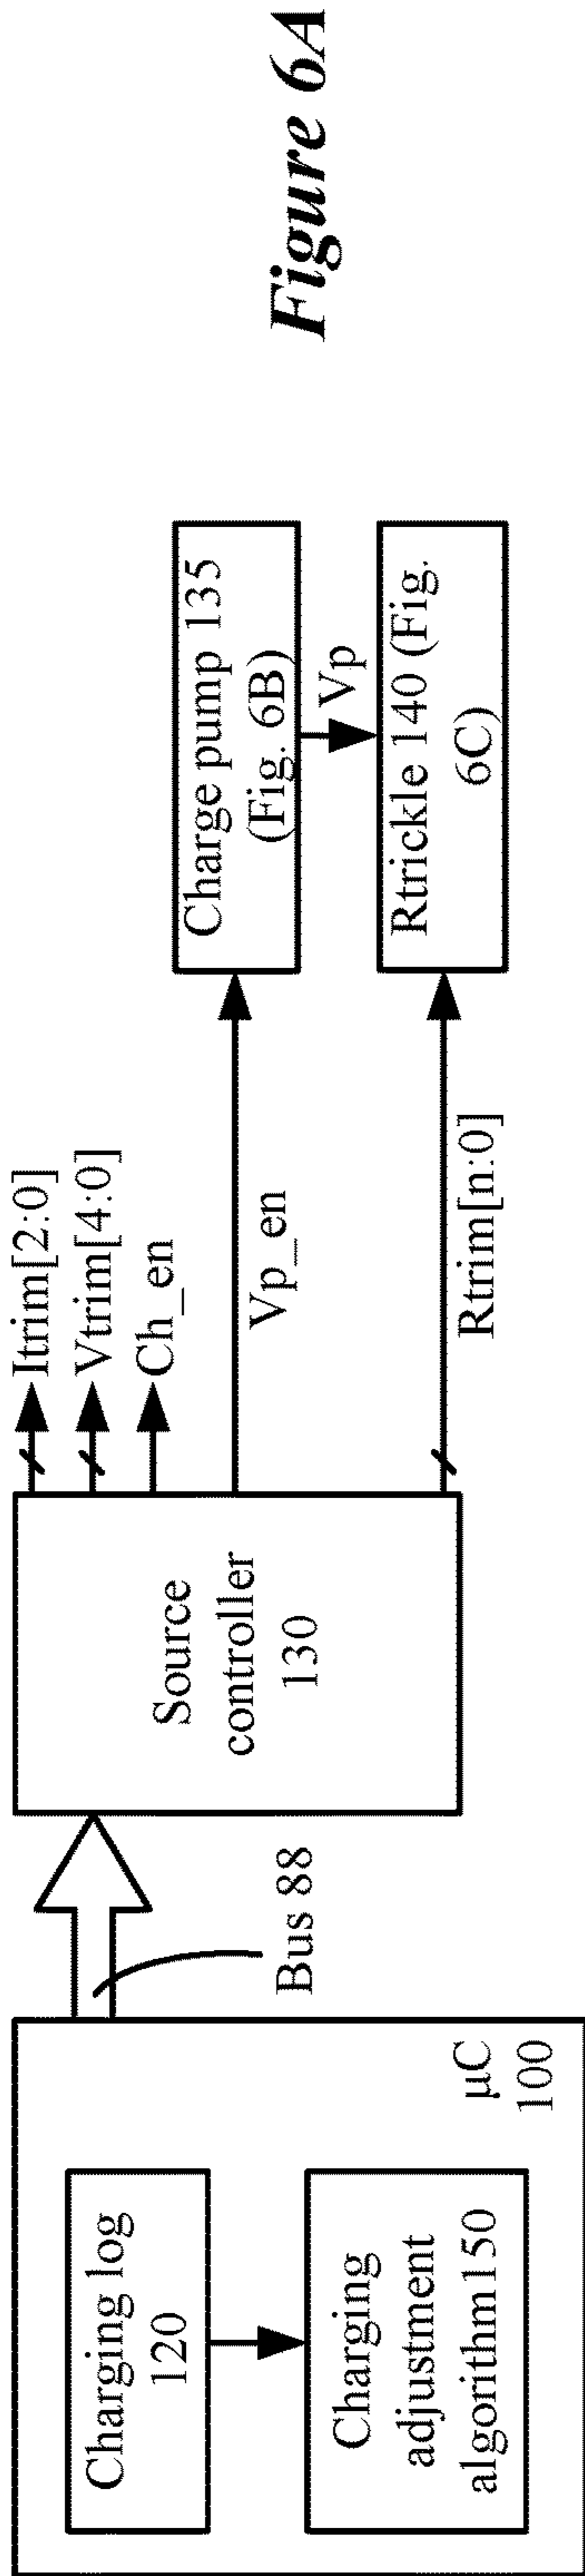 Charging log
120
Charging
adjustment
algorithm150
µC
100
Bus 88
Source
controller
130
Itrim[2:0]
Vtrim[4:0]
Ch_en
Vp_en
Rtrim[n:0]
Charge pump 135
(Fig. 6B)
Vp
Rtrickle 140 (Fig.
6C)
Figure 6A